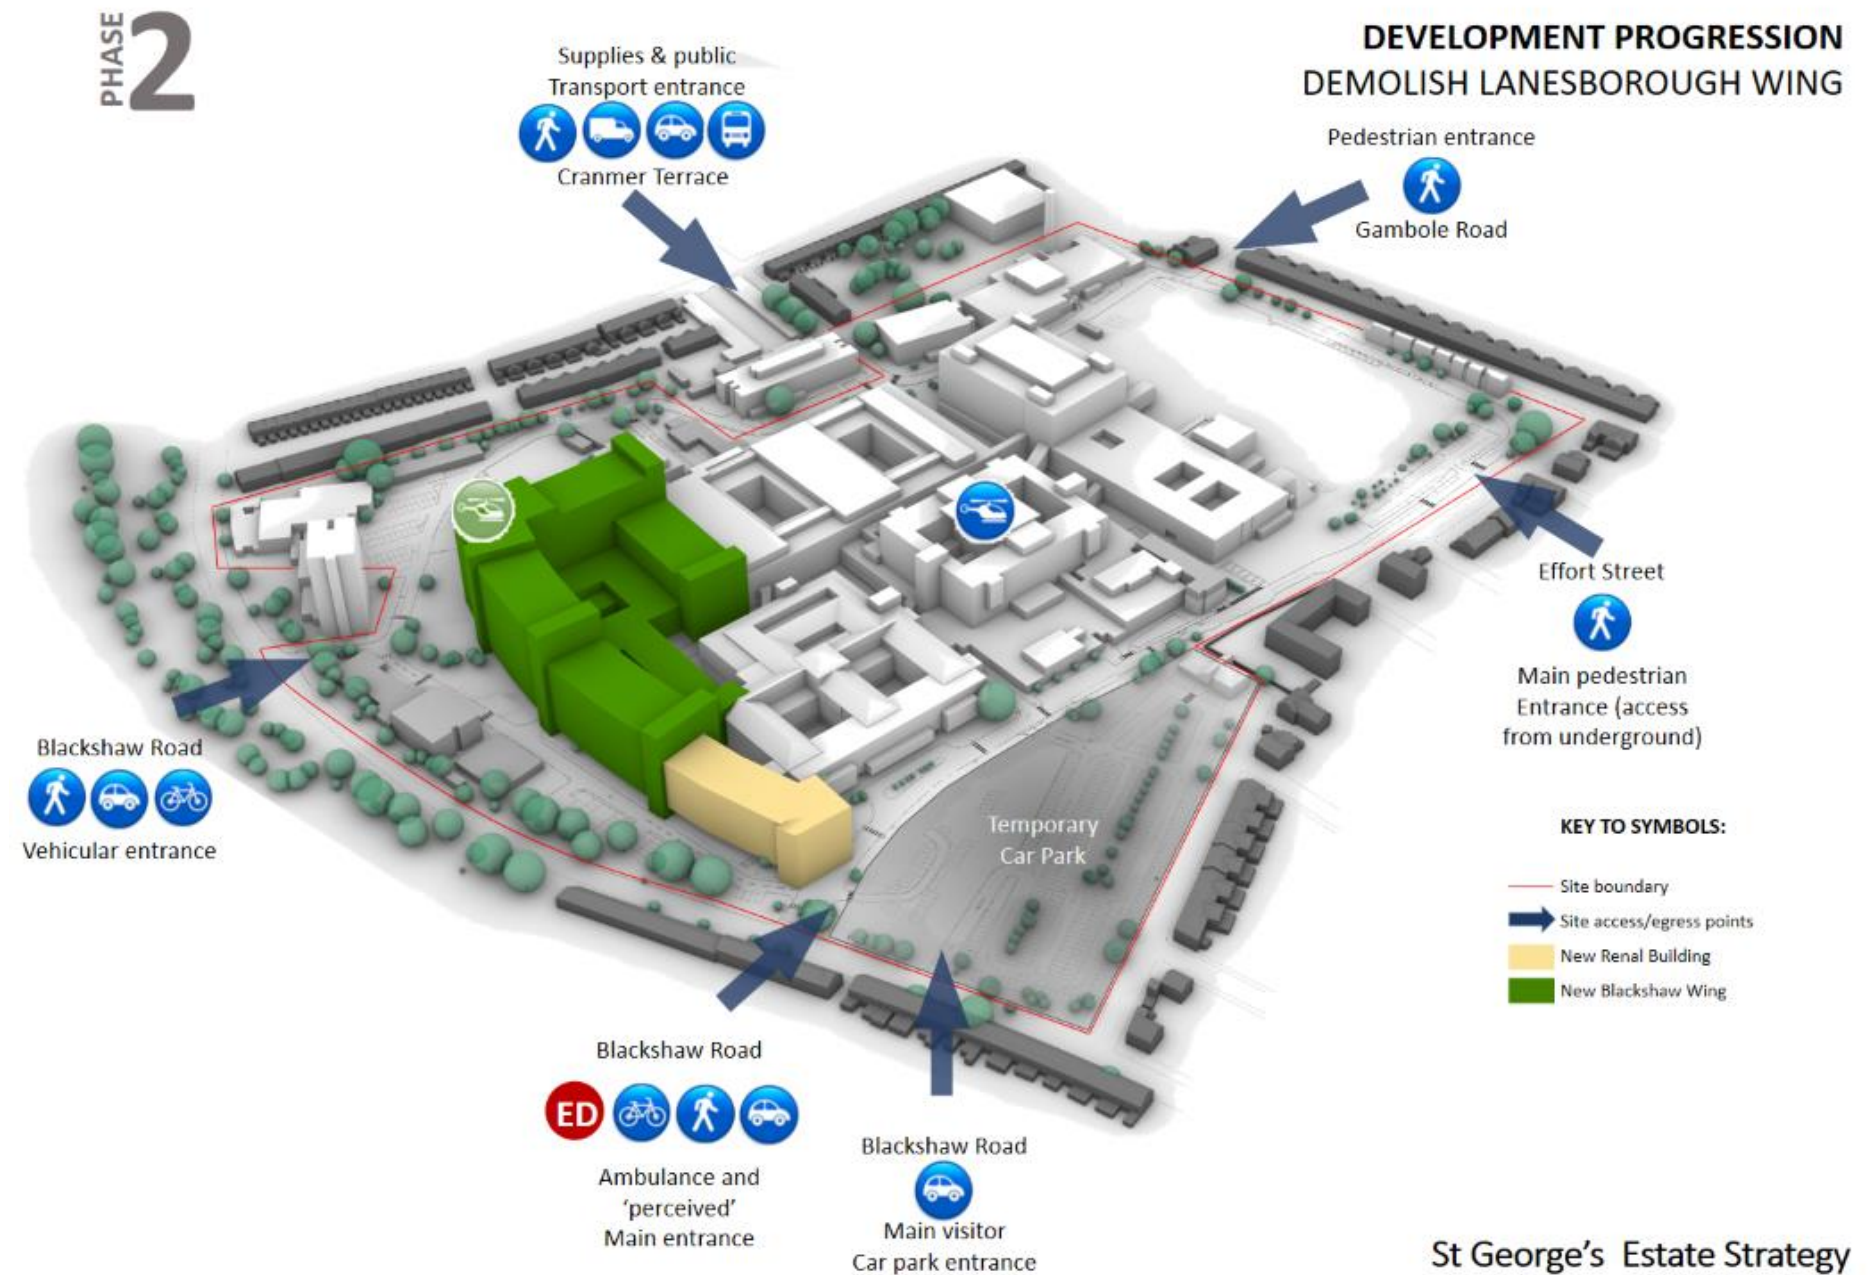 PHASE 2
DEVELOPMENT PROGRESSION
DEMOLISH LANESBOROUGH WING
Supplies & public
Transport entrance
Cranmer Terrace
Pedestrian entrance
Gambole Road
Effort Street
Main pedestrian
Entrance (access
from underground)
Blackshaw Road
Vehicular entrance
Temporary
Car Park
KEY TO SYMBOLS:
Site boundary
Site access/egress points
New Renal Building
New Blackshaw Wing
Blackshaw Road
ED
Ambulance and
‘perceived’
Main entrance
Blackshaw Road
Main visitor
Car park entrance
St George’s Estate Strategy